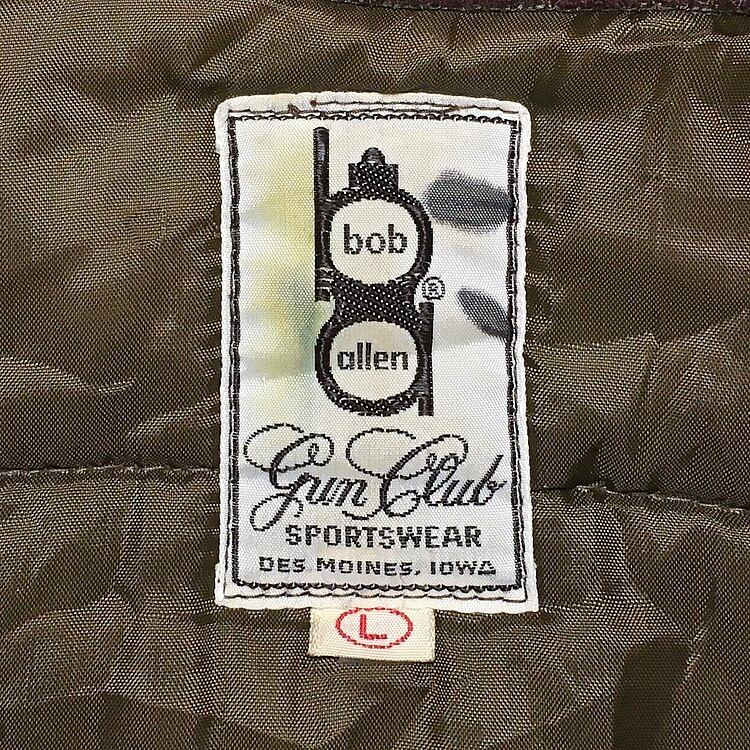 bob
®
allen
Gun Club
SPORTSWEAR
DES MOINES, IOWA
L